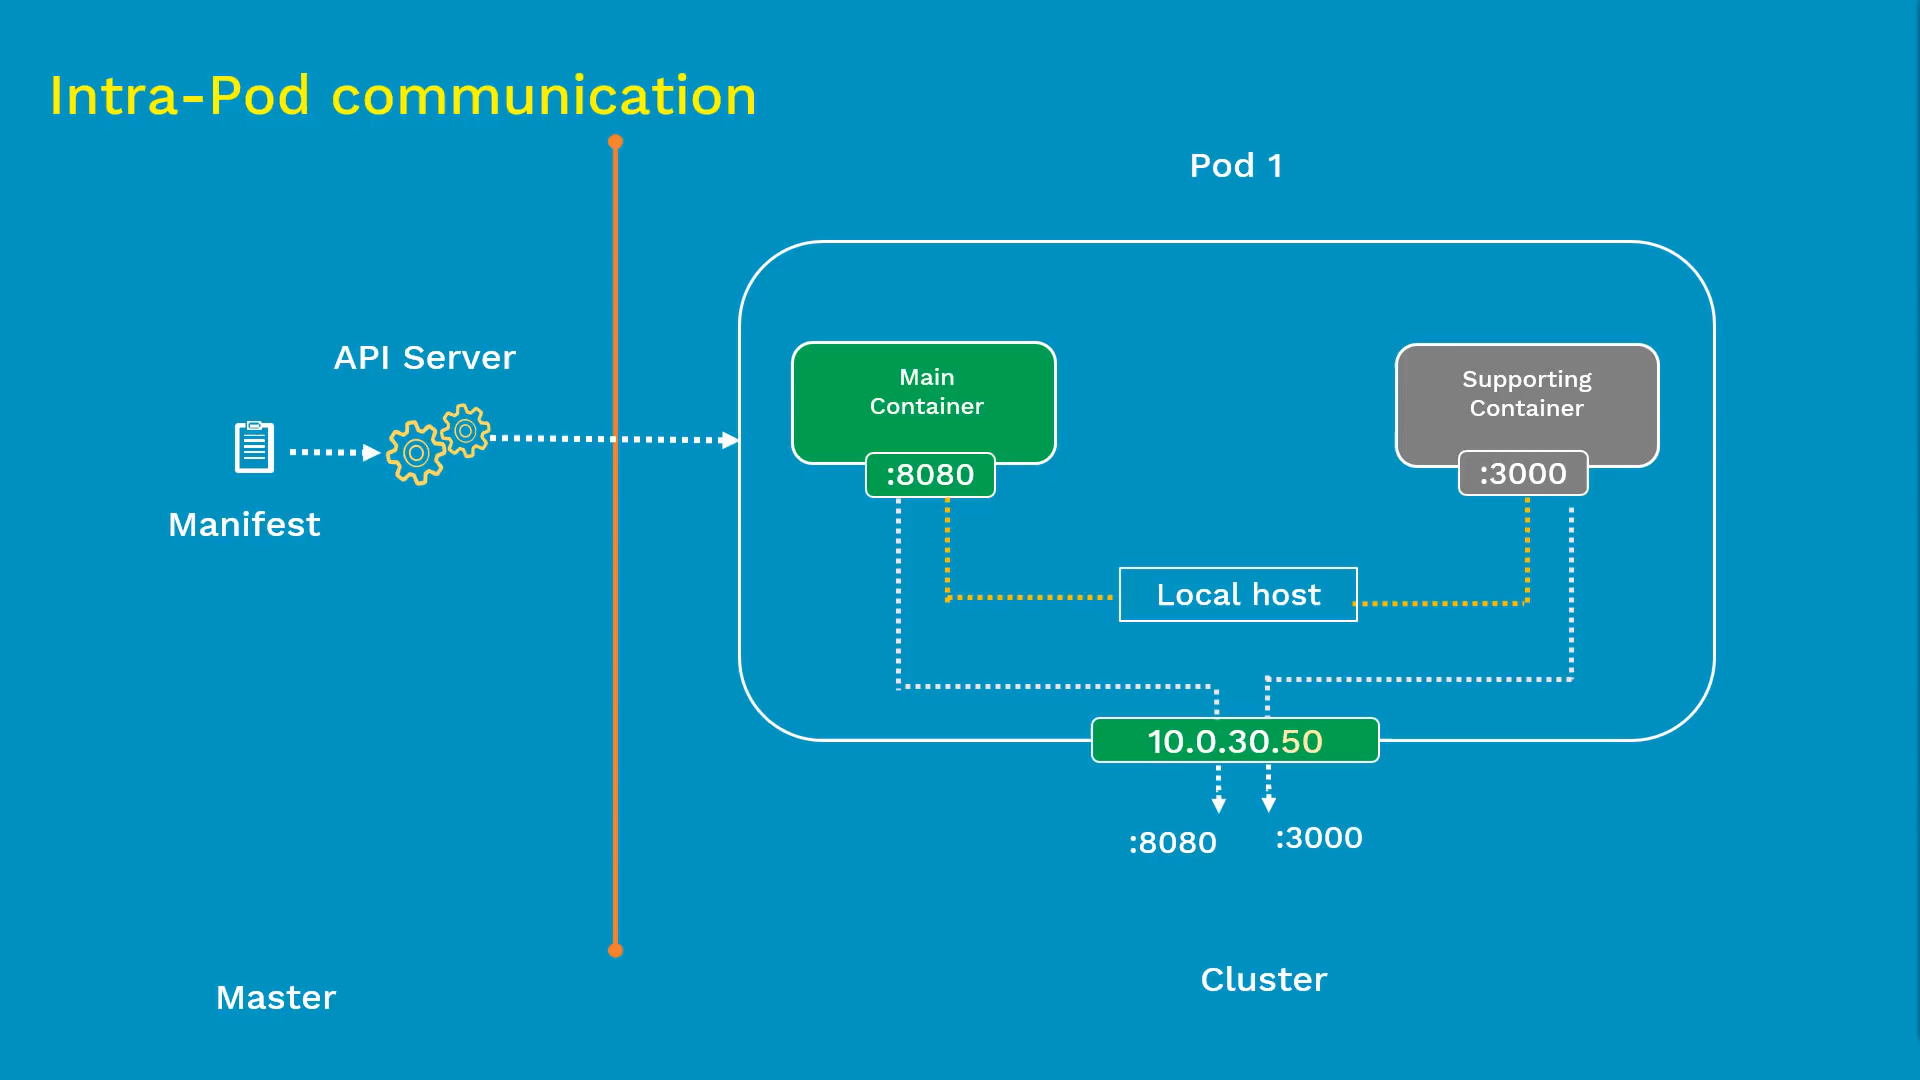 Intra-Pod communication
Pod 1
API Server
Manifest
Main
Container
:8080
Supporting
Container
:3000
Local host
10.0.30.50
:8080
:3000
Master
Cluster